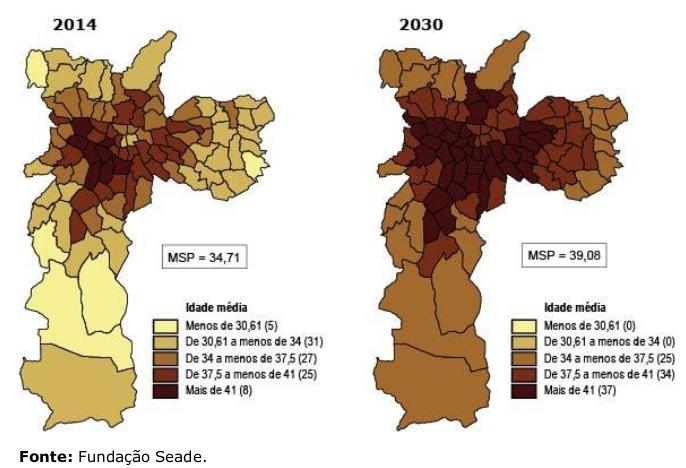 2014
2030
MSP = 34,71
MSP = 39,08
Idade média
Menos de 30,61 (5)
De 30,61 a menos de 34 (31)
De 34 a menos de 37,5 (27)
De 37,5 a menos de 41 (25)
Mais de 41 (8)
Idade média
Menos de 30,61 (0)
De 30,61 a menos de 34 (0)
De 34 a menos de 37,5 (25)
De 37,5 a menos de 41 (34)
Mais de 41 (37)
Fonte: Fundação Seade.